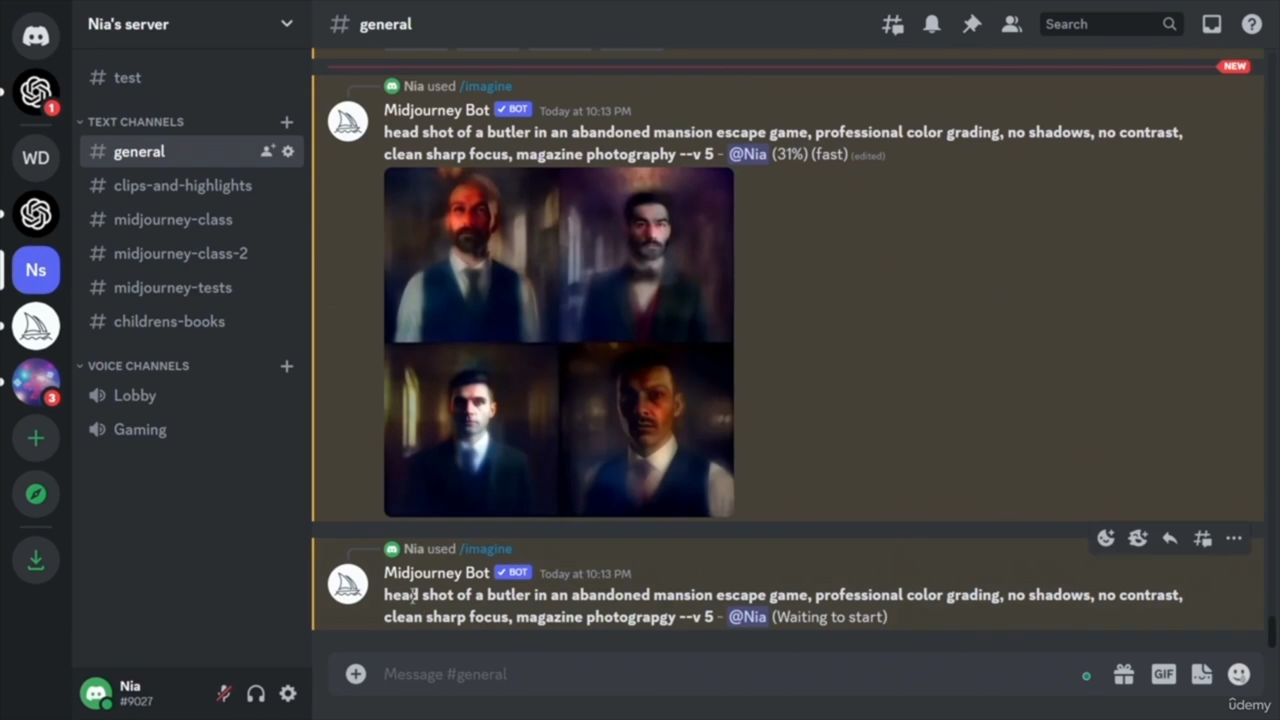 Nia's server
# general
Search
# test
NEW
1
Nia used /imagine
Midjourney Bot ✔ BOT Today at 10:13 PM
TEXT CHANNELS
head shot of a butler in an abandoned mansion escape game, professional color grading, no shadows, no contrast,
clean sharp focus, magazine photography --v 5 - @Nia (31%) (fast) (edited)
WD
# general
# clips-and-highlights
# midjourney-class
# midjourney-class-2
Ns
# midjourney-tests
# childrens-books
VOICE CHANNELS
3
Lobby
Gaming
Nia used /imagine
Midjourney Bot ✔ BOT Today at 10:13 PM
head shot of a butler in an abandoned mansion escape game, professional color grading, no shadows, no contrast,
clean sharp focus, magazine photograpgy --v 5 - @Nia (Waiting to start)
Message #general
GIF
Nia
#9027
ûdemy